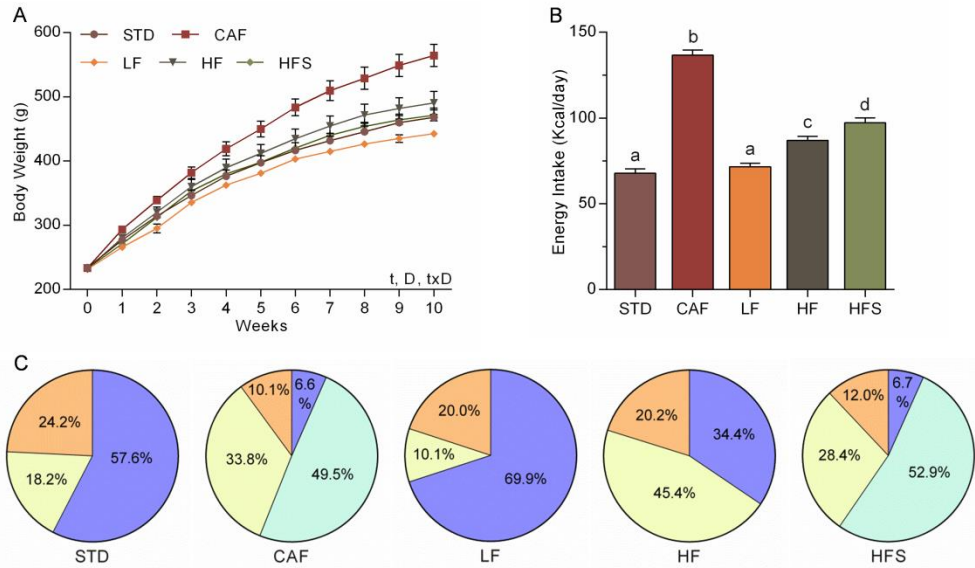 A
600
500
400
300
200
Body Weight (g)
STD CAF
LF HF HFS
t, D, txD
0 1 2 3 4 5 6 7 8 9 10
Weeks
B
150
100
50
0
Energy Intake (Kcal/day)
a b a c d
STD CAF LF HF HFS
C
24.2%
57.6%
18.2%
STD
10.1%
6.6
%
33.8%
49.5%
CAF
20.0%
10.1%
69.9%
LF
20.2%
34.4%
45.4%
HF
12.0%
6.7
%
28.4%
52.9%
HFS